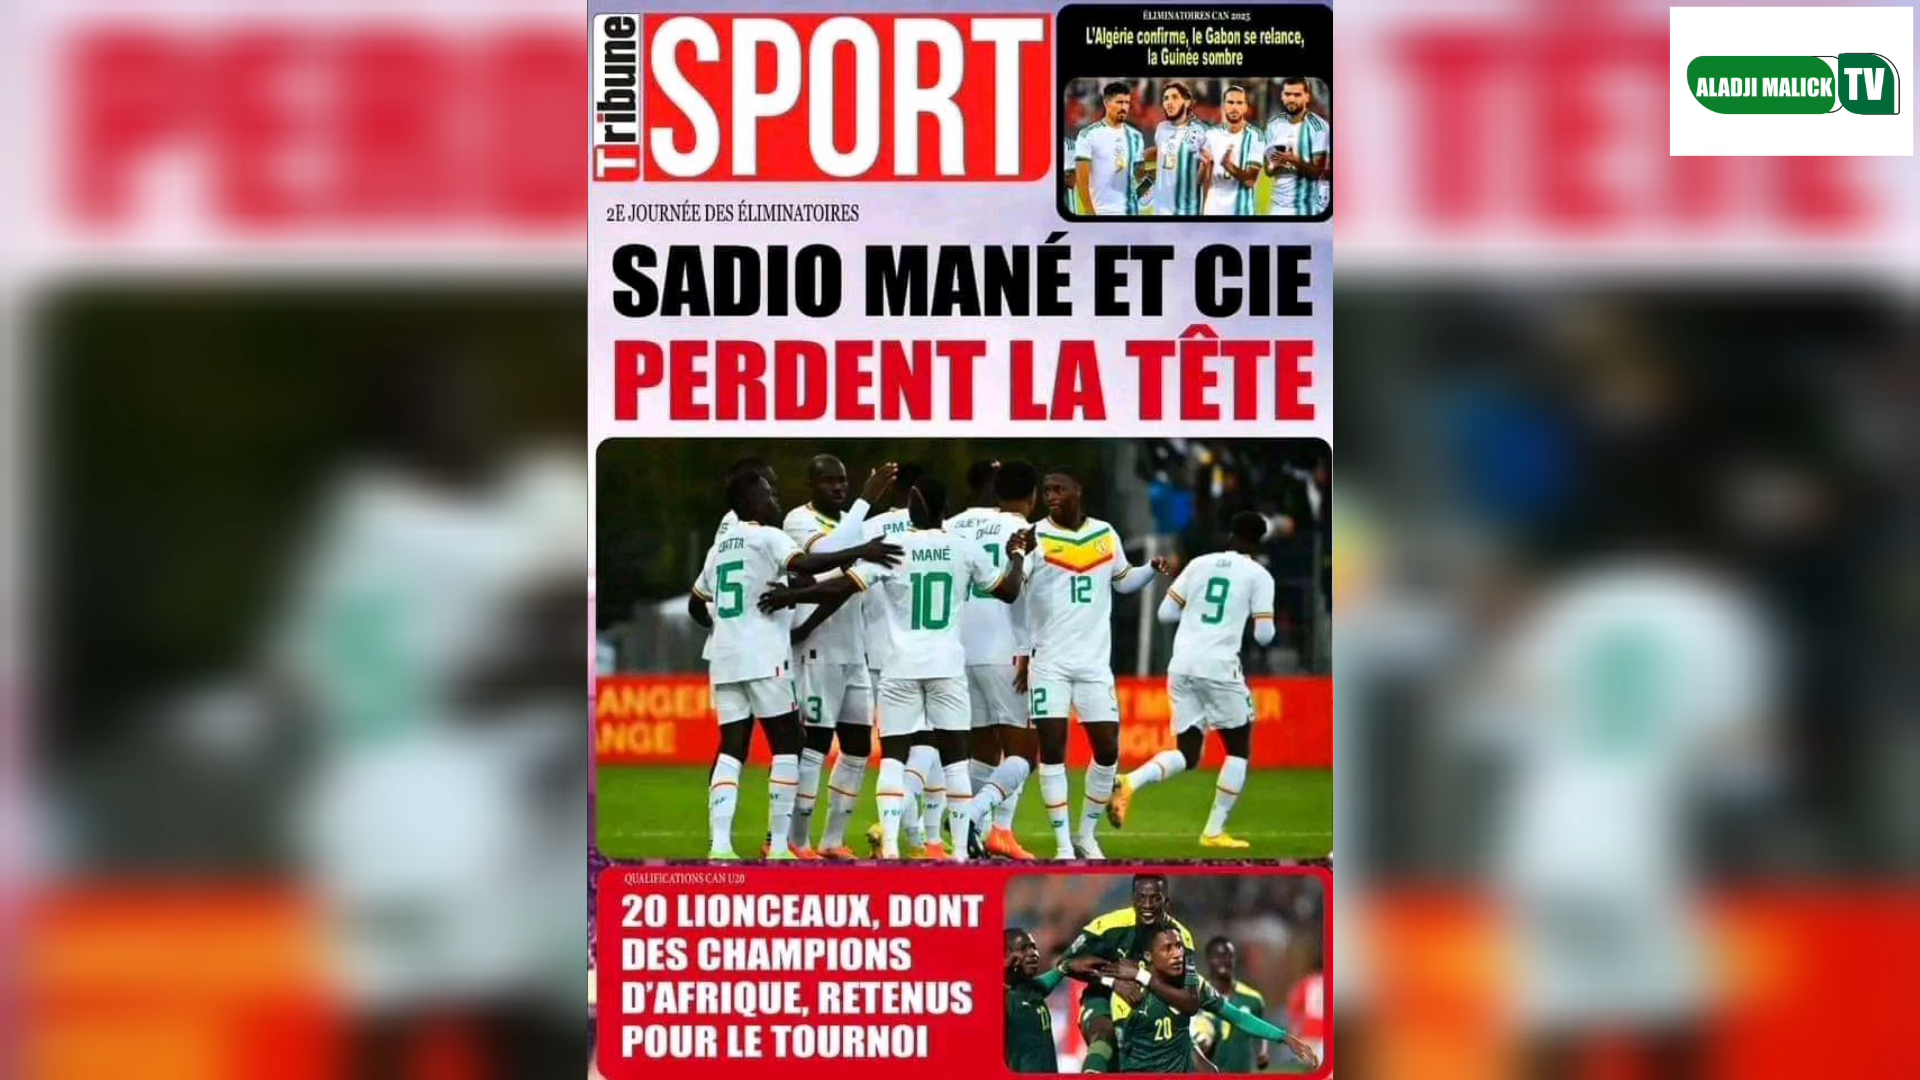 Tribune
SPORT
ÉLIMINATOIRES CAN 2025
L'Algérie confirme, le Gabon se relance,
la Guinée sombre
ALADJI MALICK TV
2E JOURNÉE DES ÉLIMINATOIRES
SADIO MANÉ ET CIE
PERDENT LA TÊTE
MANÉ
10
15
3
12
12
9
QUALIFICATIONS CAN U20
20 LIONCEAUX, DONT
DES CHAMPIONS
D'AFRIQUE, RETENUS
POUR LE TOURNOI
20